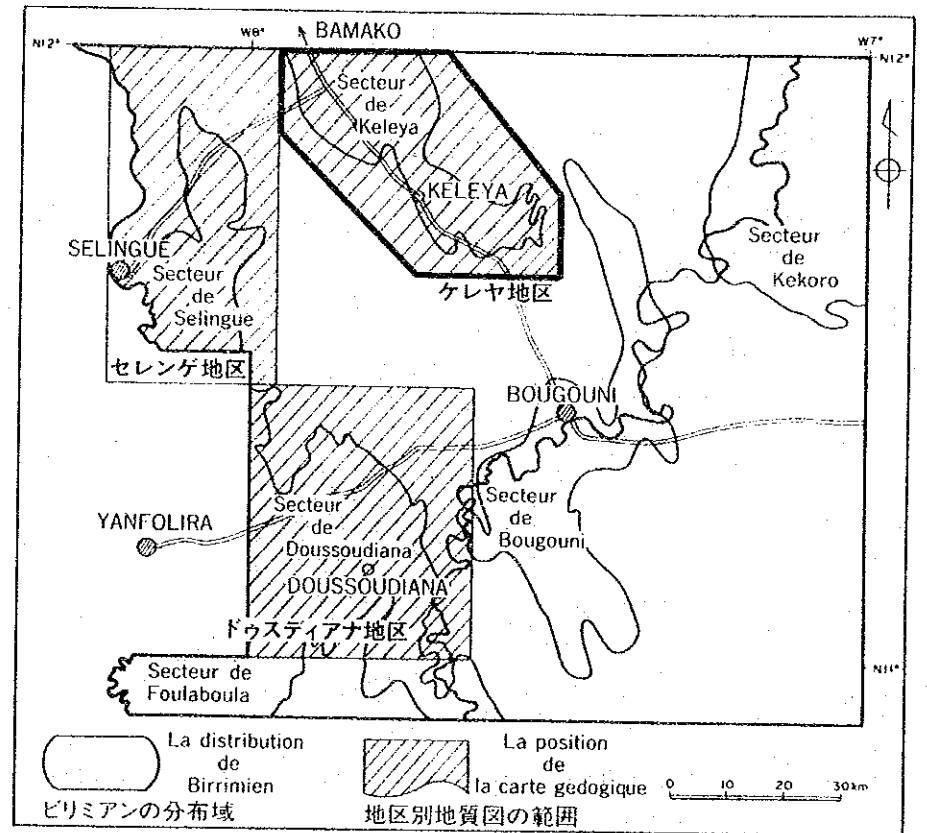 BAMAKO
W8°
W7°
N12°
N12°
Secteur
de
Keleya
KELEYA
ケレヤ地区
SELINGUE
Secteur
de
Selingue
セレンゲ地区
Secteur
de
Kekoro
BOUGOUNI
Secteur
de
Bougouni
YANFOLIRA
Secteur
de
Doussoudiana
DOUSSOUDIANA
ドゥスディアナ地区
N11°
Secteur de
Foulaboula
La distribution
de
Birrimien
ビリミアンの分布域
La position
de
la carte gédogique
地区別地質図の範囲
0 10 20 30km